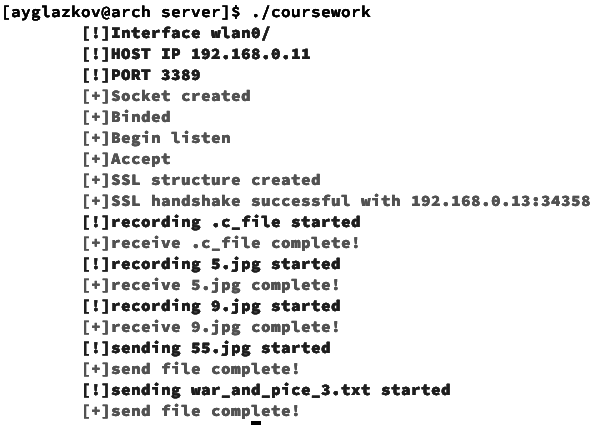 [ayglazkov@arch server]$ ./coursework
[!]Interface wlan0/
[!]HOST IP 192.168.0.11
[!]PORT 3389
[+]Socket created
[+]Binded
[+]Begin listen
[+]Accept
[+]SSL structure created
[+]SSL handshake successful with 192.168.0.13:34358
[!]recording .c_file started
[+]receive .c_file complete!
[!]recording 5.jpg started
[+]receive 5.jpg complete!
[!]recording 9.jpg started
[+]receive 9.jpg complete!
[!]sending 55.jpg started
[+]send file complete!
[!]sending war_and_pice_3.txt started
[+]send file complete!